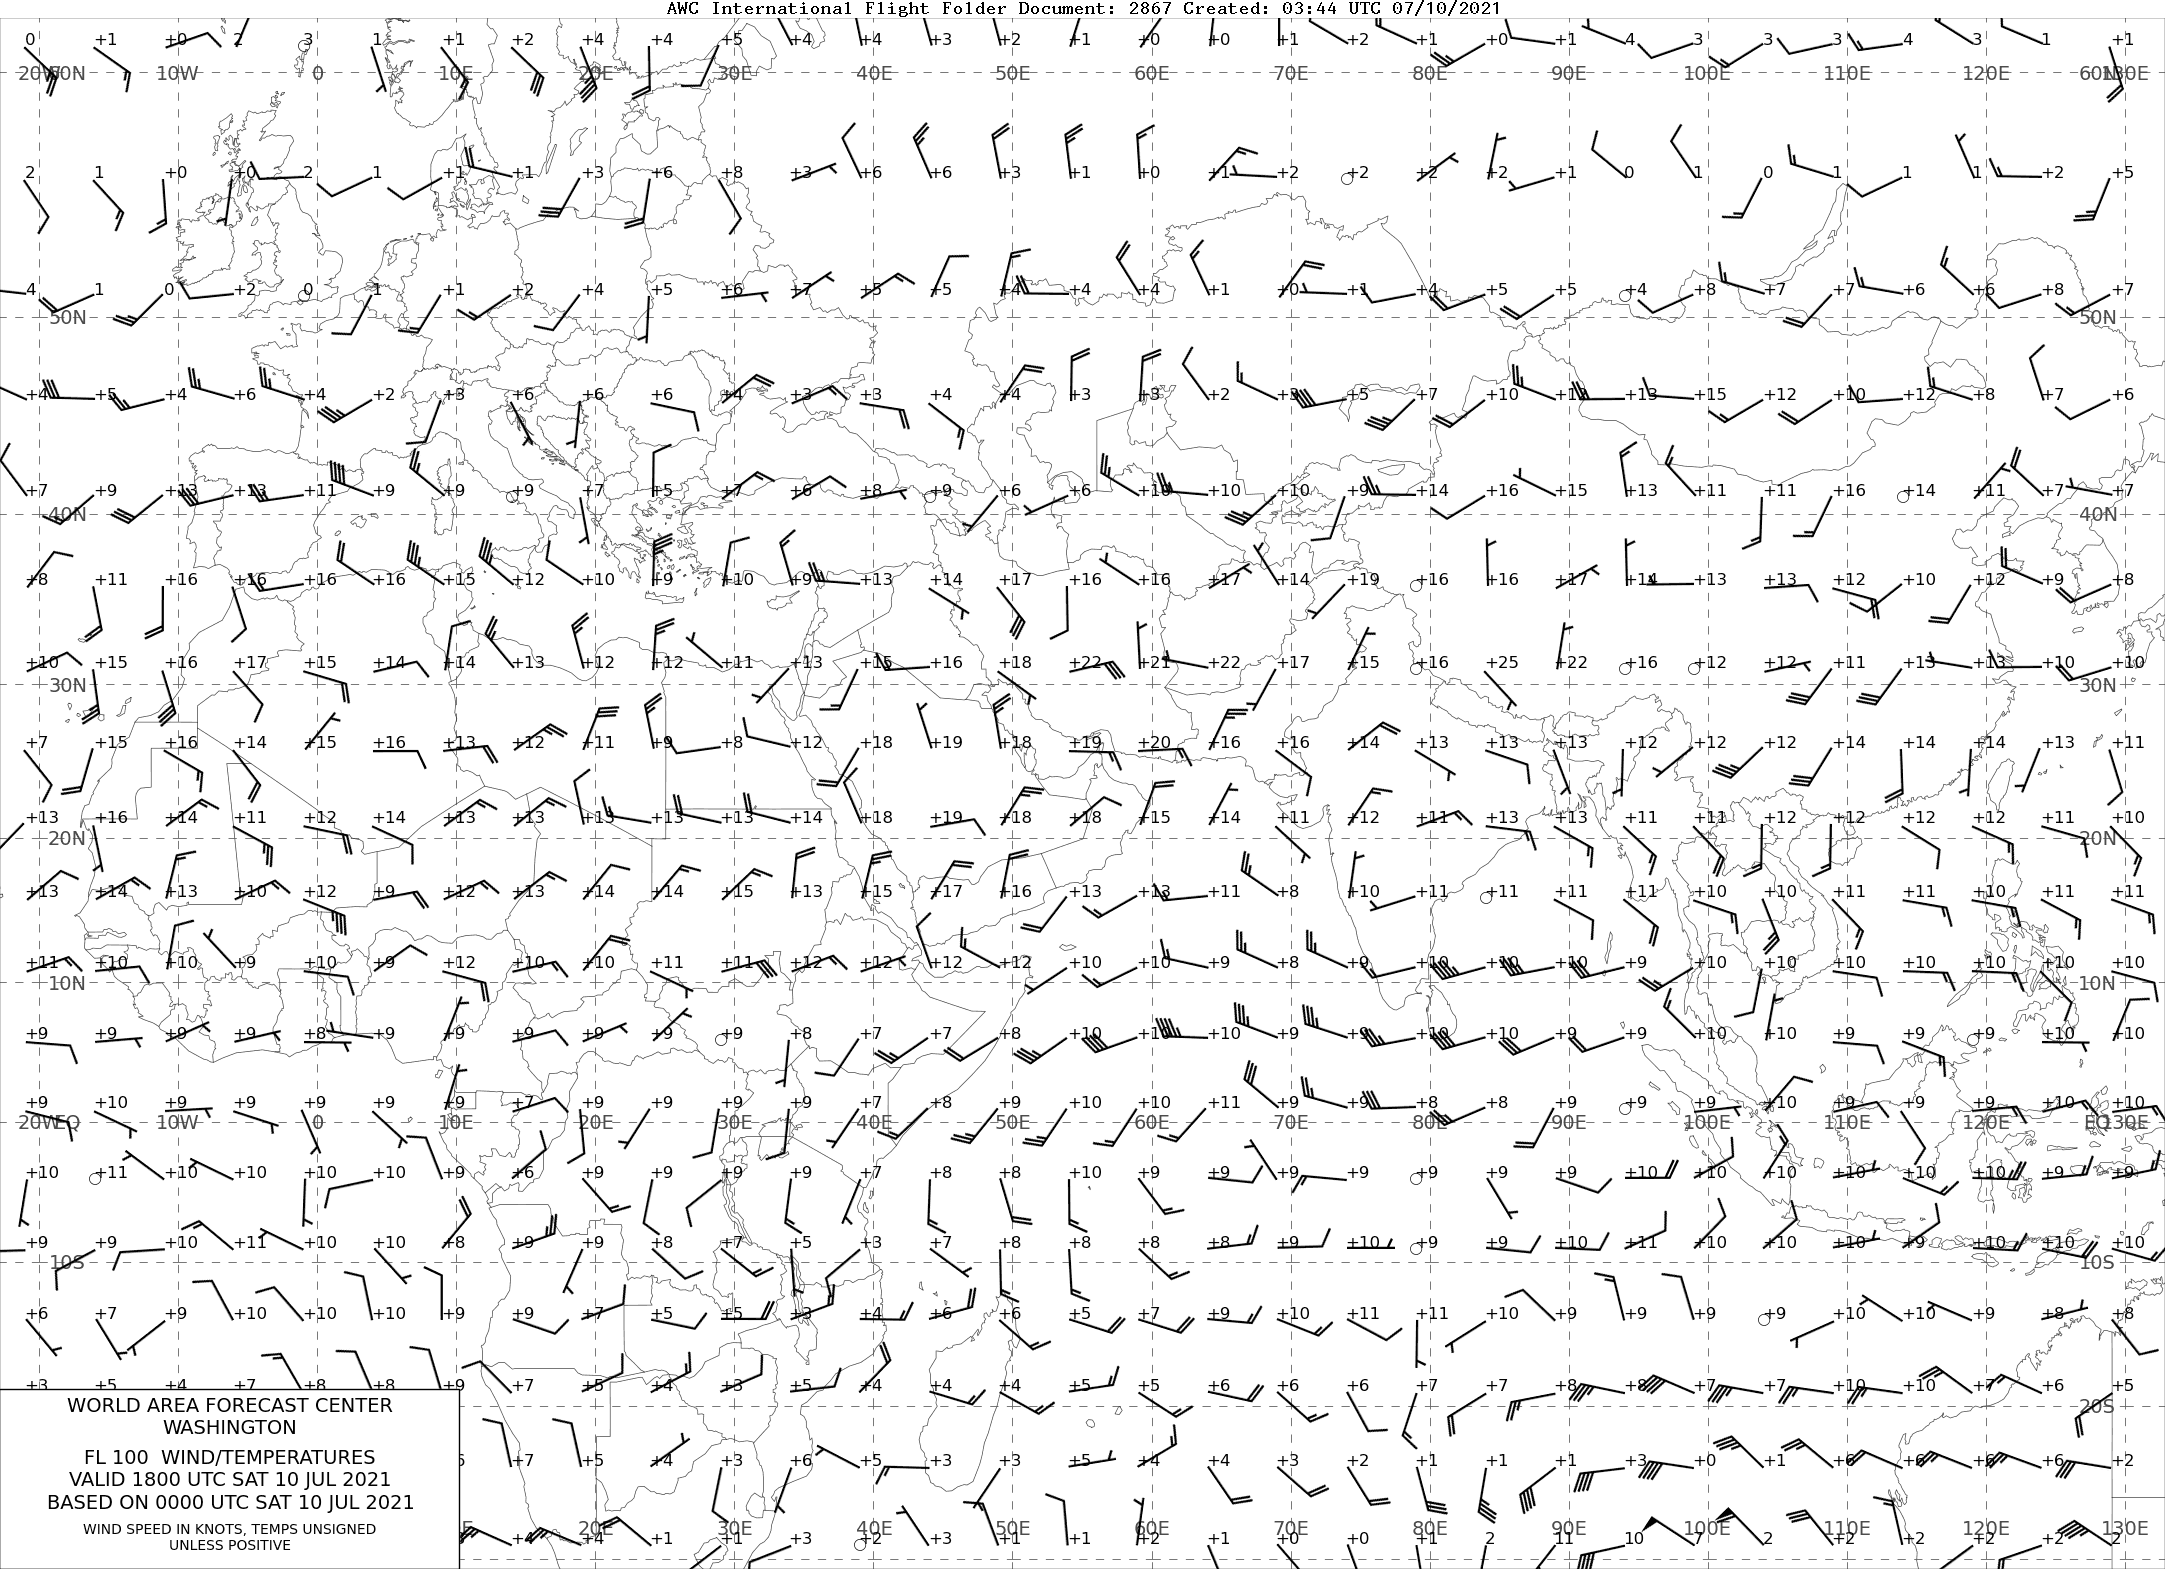 AWC International Flight Folder Document: 2867 Created: 03:44 UTC 07/10/2021
0 +1 +0 2 3 1 +1 +2 +4 +4 +5 +4 +4 +3 +2 +1 +0 +0 +1 +2 +1 +0 +1 4 3 3 3 4 3 1 +1
20W 60N 10W 0 10E 20E 30E 40E 50E 60E 70E 80E 90E 100E 110E 120E 60N 130E
2 1 +0 +0 2 1 +1 +1 +3 +6 +8 +3 +6 +6 +3 +1 +0 +1 +2 +2 +2 +2 +1 0 1 0 1 1 1 +2 +5
4 1 0 +2 0 1 +1 +2 +4 +5 +6 +7 +5 +5 +4 +4 +4 +1 +0 +1 +4 +5 +5 +4 +8 +7 +7 +6 +6 +8 +7
50N 50N
+4 +5 +4 +6 +4 +2 +3 +6 +6 +6 +4 +3 +3 +4 +4 +3 +3 +2 +3 +5 +7 +10 +13 +13 +15 +12 +10 +12 +8 +7 +6
+7 +9 +13 +13 +11 +9 +9 +9 +7 +5 +7 +6 +8 +9 +6 +6 +10 +10 +10 +9 +14 +16 +15 +13 +11 +11 +16 +14 +11 +7 +7
40N 40N
+8 +11 +16 +16 +16 +16 +15 +12 +10 +9 +10 +9 +13 +14 +17 +16 +16 +17 +14 +19 +16 +16 +17 +14 +13 +13 +12 +10 +12 +9 +8
+10 +15 +16 +17 +15 +14 +14 +13 +12 +12 +11 +13 +15 +16 +18 +22 +21 +22 +17 +15 +16 +25 +22 +16 +12 +12 +11 +13 +13 +10 +10
30N 30N
+7 +15 +16 +14 +15 +16 +13 +12 +11 +9 +8 +12 +18 +19 +18 +19 +20 +16 +16 +14 +13 +13 +13 +12 +12 +12 +14 +14 +14 +13 +11
+13 +16 +14 +11 +12 +14 +13 +13 +13 +13 +13 +14 +18 +19 +18 +18 +15 +14 +11 +12 +11 +13 +13 +11 +11 +12 +12 +12 +12 +11 +10
20N 20N
+13 +14 +13 +10 +12 +9 +12 +13 +14 +14 +15 +13 +15 +17 +16 +13 +13 +11 +8 +10 +11 +11 +11 +11 +10 +10 +11 +11 +10 +11 +11
+11 +10 +10 +9 +10 +9 +12 +10 +10 +11 +11 +12 +12 +12 +12 +10 +10 +9 +8 +9 +10 +10 +10 +9 +10 +10 +10 +10 +10 +10 +10
10N 10N
+9 +9 +9 +9 +8 +9 +9 +9 +9 +9 +9 +8 +7 +7 +8 +10 +10 +10 +9 +9 +10 +10 +9 +9 +10 +10 +9 +9 +9 +10 +10
+9 +10 +9 +9 +9 +9 +9 +7 +9 +9 +9 +9 +7 +8 +9 +10 +10 +11 +9 +9 +8 +8 +9 +9 +9 +10 +9 +9 +9 +10 +10
20W EQ 10W 0 10E 20E 30E 40E 50E 60E 70E 80E 90E 100E 110E 120E EQ 130E
+10 +11 +10 +10 +10 +10 +9 +6 +9 +9 +9 +9 +7 +8 +8 +10 +9 +9 +9 +9 +9 +9 +9 +10 +10 +10 +10 +10 +10 +9 +9
+9 +9 +10 +11 +10 +10 +8 +9 +9 +8 +7 +5 +3 +7 +8 +8 +8 +8 +9 +10 +9 +9 +10 +11 +10 +10 +10 +9 +10 +10 +10
10S 10S
+6 +7 +9 +10 +10 +10 +9 +9 +7 +5 +5 +3 +4 +6 +6 +5 +7 +9 +10 +11 +11 +10 +9 +9 +9 +9 +10 +10 +9 +8 +8
+3 +5 +4 +7 +8 +8 +9 +7 +5 +4 +3 +5 +4 +4 +4 +5 +5 +6 +6 +6 +7 +7 +8 +8 +7 +7 +10 +10 +7 +6 +5
20S
+7 +5 +4 +3 +6 +5 +3 +3 +5 +4 +4 +3 +2 +1 +1 +1 +3 +0 +1 +6 +6 +6 +6 +2
20E 30E 40E 50E 60E 70E 80E 90E 100E 110E 120E 130E
+4 +4 +1 +0 +3 +2 +3 +1 +1 +2 +1 +0 +0 +1 2 11 10 7 2 +2 +2 +2 +2 2
WORLD AREA FORECAST CENTER
WASHINGTON
FL 100 WIND/TEMPERATURES
VALID 1800 UTC SAT 10 JUL 2021
BASED ON 0000 UTC SAT 10 JUL 2021
WIND SPEED IN KNOTS, TEMPS UNSIGNED
UNLESS POSITIVE